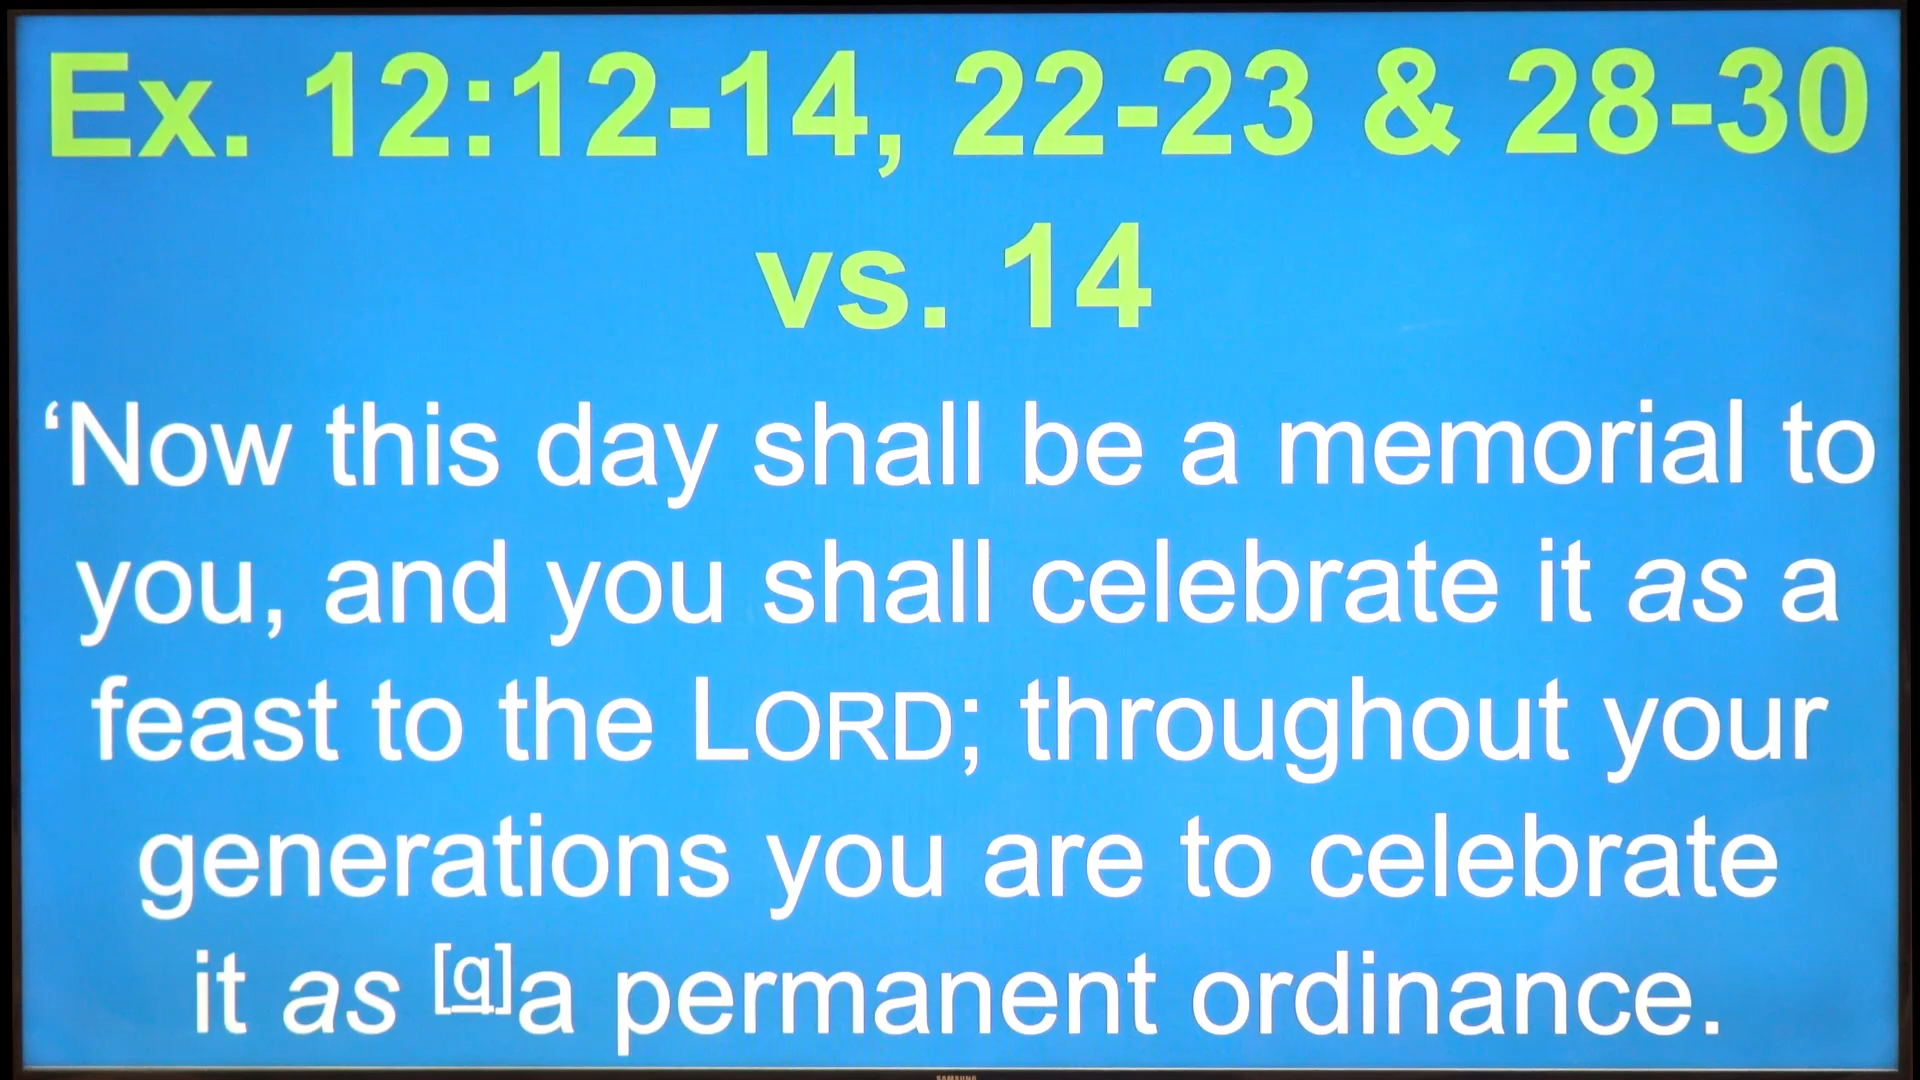 Ex. 12:12-14, 22-23 & 28-30
vs. 14
‘Now this day shall be a memorial to
you, and you shall celebrate it as a
feast to the LORD; throughout your
generations you are to celebrate
it as [q]a permanent ordinance.
SAMSUNG